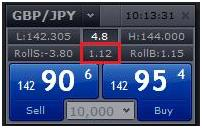 GBP/JPY 10:13:31
L:142.305 4.8 H:144.000
RollS:-3.80 1.12 RollB:1.15
142 90 6 142 95 4
Sell 10,000 Buy